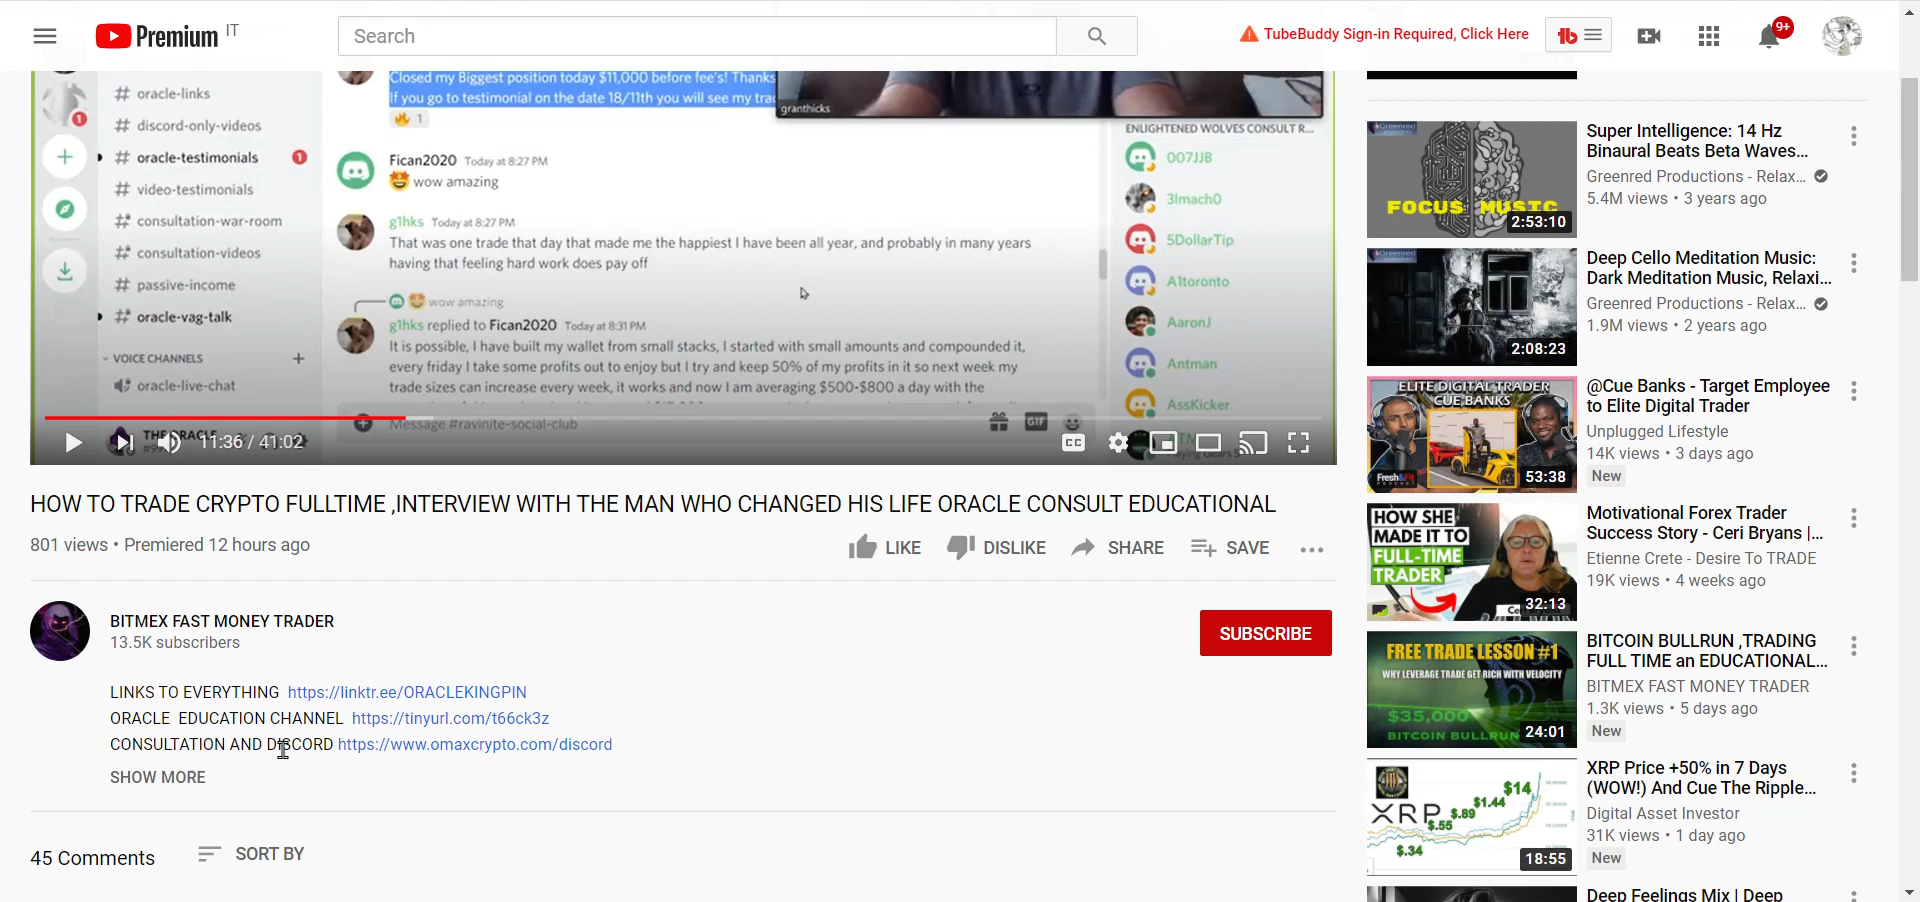 Premium IT
Search
TubeBuddy Sign-in Required, Click Here
9+
# oracle-links
# discord-only-videos
# oracle-testimonials 1
# video-testimonials
# consultation-war-room
# consultation-videos
# passive-income
# oracle-vag-talk
VOICE CHANNELS +
oracle-live-chat
THE ORACLE
1
Closed my Biggest position today $11,000 before fee's! Thanks
If you go to testimonial on the date 18/11th you will see my trad
1
Fican2020 Today at 8:27 PM
wow amazing
g1hks Today at 8:27 PM
That was one trade that day that made me the happiest I have been all year, and probably in many years
having that feeling hard work does pay off
wow amazing
g1hks replied to Fican2020 Today at 8:31 PM
It is possible, I have built my wallet from small stacks, I started with small amounts and compounded it,
every friday I take some profits out to enjoy but I try and keep 50% of my profits in it so next week my
trade sizes can increase every week, it works and now I am averaging $500-$800 a day with the
Message #ravinite-social-club
GIF
granthicks
ENLIGHTENED WOLVES CONSULT R...
007JJB
3lmach0
5DollarTip
A1toronto
AaronJ
Antman
AssKicker
11:36 / 41:02
CC
HOW TO TRADE CRYPTO FULLTIME ,INTERVIEW WITH THE MAN WHO CHANGED HIS LIFE ORACLE CONSULT EDUCATIONAL
801 views • Premiered 12 hours ago
LIKE DISLIKE SHARE SAVE
BITMEX FAST MONEY TRADER
13.5K subscribers
SUBSCRIBE
LINKS TO EVERYTHING https://linktr.ee/ORACLEKINGPIN
ORACLE EDUCATION CHANNEL https://tinyurl.com/t66ck3z
CONSULTATION AND DISCORD https://www.omaxcrypto.com/discord
SHOW MORE
45 Comments
SORT BY
Greenred
FOCUS MUSIC
2:53:10
Super Intelligence: 14 Hz
Binaural Beats Beta Waves...
Greenred Productions - Relax...
5.4M views • 3 years ago
Greenred
2:08:23
Deep Cello Meditation Music:
Dark Meditation Music, Relaxi...
Greenred Productions - Relax...
1.9M views • 2 years ago
ELITE DIGITAL TRADER
CUE BANKS
Fresh&Fit
53:38
@Cue Banks - Target Employee
to Elite Digital Trader
Unplugged Lifestyle
14K views • 3 days ago
New
HOW SHE
MADE IT TO
FULL-TIME
TRADER
32:13
Motivational Forex Trader
Success Story - Ceri Bryans |...
Etienne Crete - Desire To TRADE
19K views • 4 weeks ago
FREE TRADE LESSON #1
WHY LEVERAGE TRADE GET RICH WITH VELOCITY
$35,000
BITCOIN BULLRUN
24:01
BITCOIN BULLRUN ,TRADING
FULL TIME an EDUCATIONAL...
BITMEX FAST MONEY TRADER
1.3K views • 5 days ago
New
XRP
$.34
$.55
$.89
$1.44
$14
18:55
XRP Price +50% in 7 Days
(WOW!) And Cue The Ripple...
Digital Asset Investor
31K views • 1 day ago
New
Deep Feelings Mix | Deep